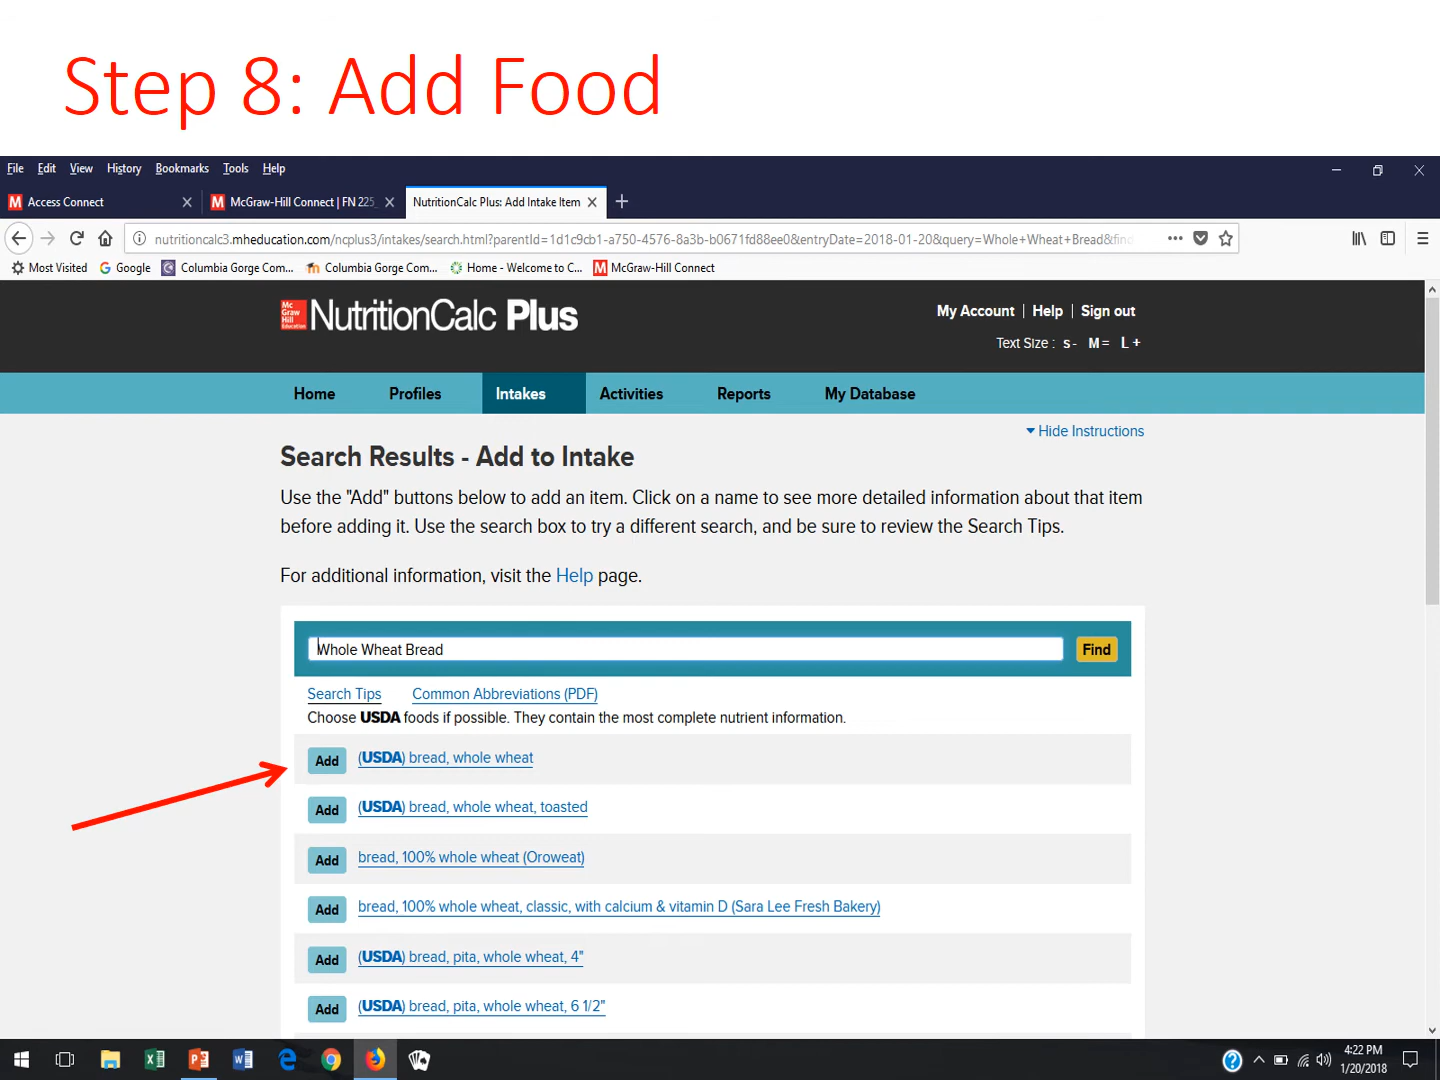 Step 8: Add Food
File Edit View History Bookmarks Tools Help
Access Connect
McGraw-Hill Connect | FN 225_
NutritionCalc Plus: Add Intake Item
nutritioncalc3.mheducation.com/ncplus3/intakes/search.html?parentId=1d1c9cb1-a750-4576-8a3b-b0671fd88ee0&entryDate=2018-01-20&query=Whole+Wheat+Bread&finc
Most Visited Google Columbia Gorge Com... Columbia Gorge Com... Home - Welcome to C... McGraw-Hill Connect
Mc Graw Hill Education NutritionCalc Plus
My Account | Help | Sign out
Text Size : s- M= L+
Home Profiles Intakes Activities Reports My Database
Hide Instructions
Search Results - Add to Intake
Use the "Add" buttons below to add an item. Click on a name to see more detailed information about that item
before adding it. Use the search box to try a different search, and be sure to review the Search Tips.
For additional information, visit the Help page.
Whole Wheat Bread Find
Search Tips Common Abbreviations (PDF)
Choose USDA foods if possible. They contain the most complete nutrient information.
Add (USDA) bread, whole wheat
Add (USDA) bread, whole wheat, toasted
Add bread, 100% whole wheat (Oroweat)
Add bread, 100% whole wheat, classic, with calcium & vitamin D (Sara Lee Fresh Bakery)
Add (USDA) bread, pita, whole wheat, 4"
Add (USDA) bread, pita, whole wheat, 6 1/2"
4:22 PM
1/20/2018